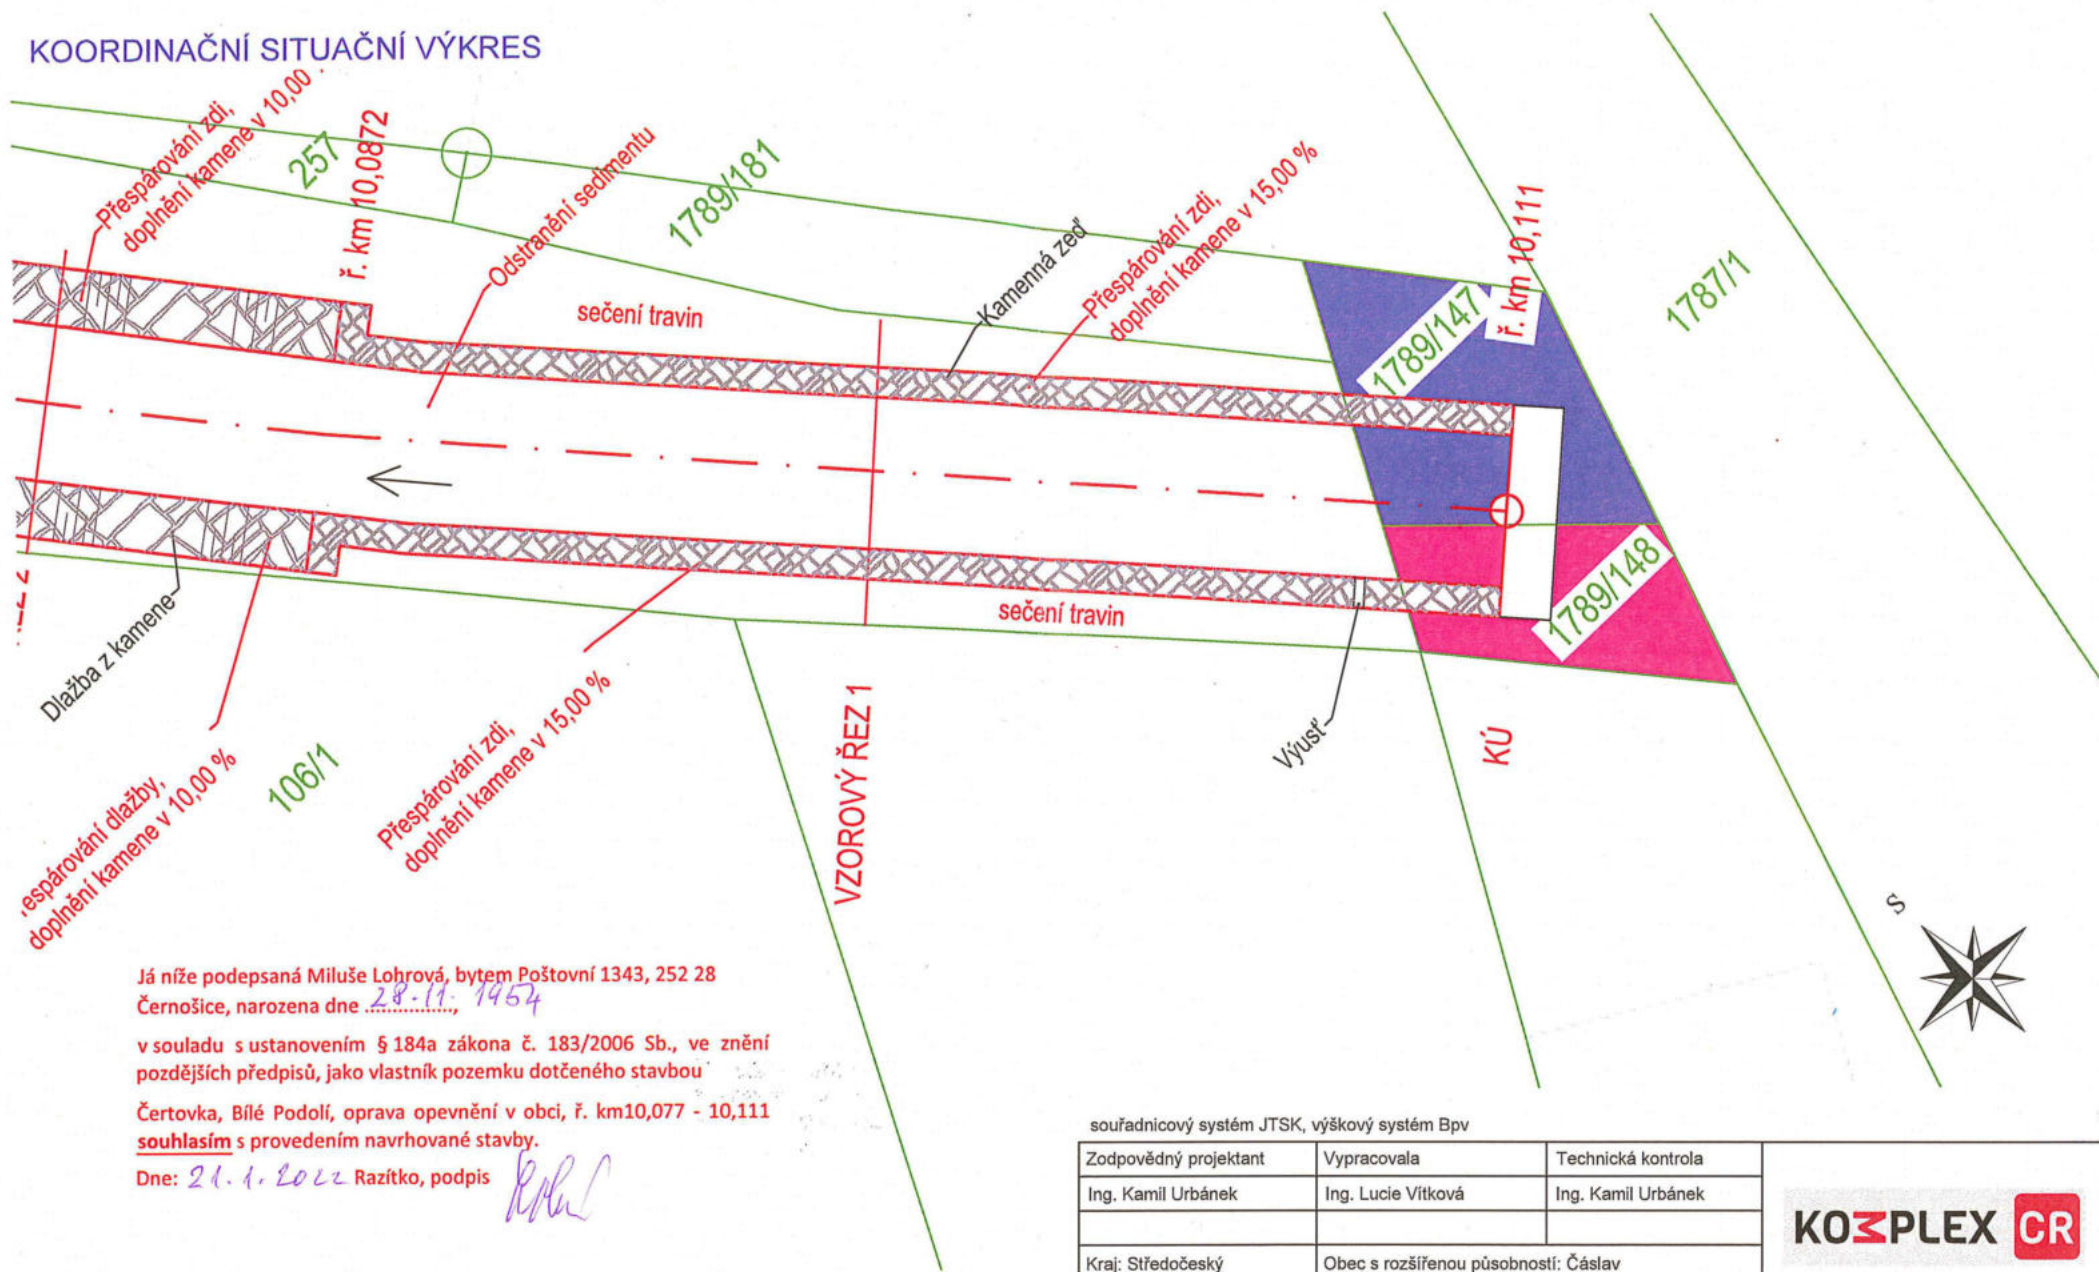 KOORDINAČNÍ SITUAČNÍ VÝKRES
Přespárování zdi,
doplnění kamene v 10,00
257
ř. km 10,0872
Odstranění sedimentu
1789/181
sečení travin
Kamenná zeď
Přespárování zdi,
doplnění kamene v 15,00 %
1789/147
ř. km 10,111
1787/1
1789/148
sečení travin
Dlažba z kamene
espárování dlažby,
doplnění kamene v 10,00 %
106/1
Přespárování zdi,
doplnění kamene v 15,00 %
VZOROVÝ ŘEZ 1
Výusť
KÚ
S
Já níže podepsaná Miluše Lohrová, bytem Poštovní 1343, 252 28
Černošice, narozena dne 28.11. 1954
v souladu s ustanovením § 184a zákona č. 183/2006 Sb., ve znění
pozdějších předpisů, jako vlastník pozemku dotčeného stavbou
Čertovka, Bílé Podolí, oprava opevnění v obci, ř. km10,077 - 10,111
souhlasím s provedením navrhované stavby.
Dne: 21.1.2022 Razítko, podpis
souřadnicový systém JTSK, výškový systém Bpv
Zodpovědný projektant Vypracovala Technická kontrola
Ing. Kamil Urbánek Ing. Lucie Vítková Ing. Kamil Urbánek
Kraj: Středočeský Obec s rozšířenou působností: Čáslav
KOMPLEX CR